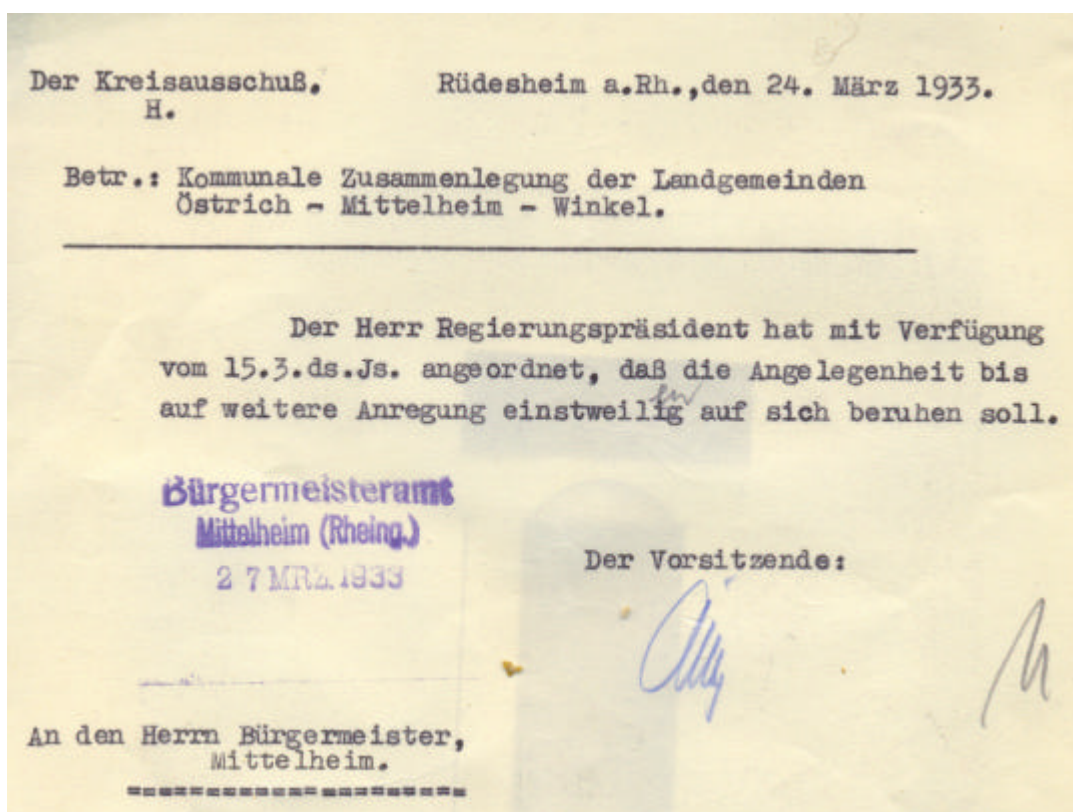 Der Kreisausschuß. Rüdesheim a.Rh.,den 24. März 1933.
H.
Betr.: Kommunale Zusammenlegung der Landgemeinden
Östrich - Mittelheim - Winkel.
Der Herr Regierungspräsident hat mit Verfügung
vom 15.3.ds.Js. angeordnet, daß die Angelegenheit bis
auf weitere Anregung einstweilig auf sich beruhen soll.
Bürgermeisteramt
Mittelheim (Rheing.)
27 MRZ. 1933
Der Vorsitzende:
An den Herrn Bürgermeister,
Mittelheim.